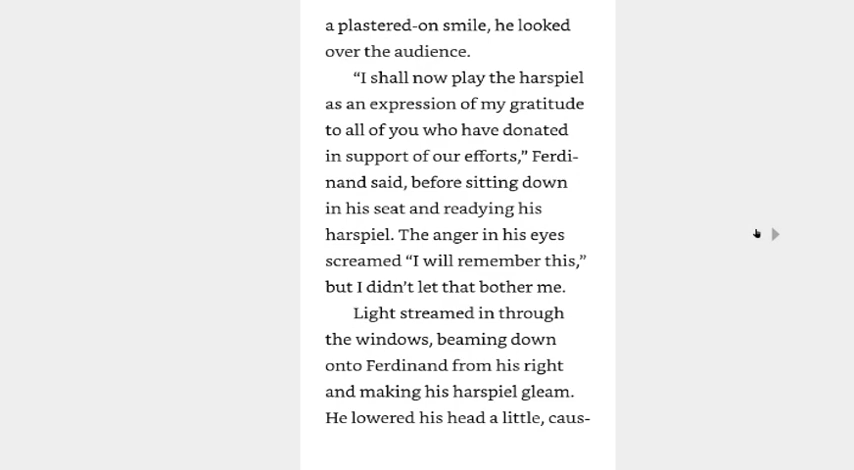 a plastered-on smile, he looked
over the audience.
“I shall now play the harspiel
as an expression of my gratitude
to all of you who have donated
in support of our efforts,” Ferdi-
nand said, before sitting down
in his seat and readying his
harspiel. The anger in his eyes
screamed “I will remember this,”
but I didn’t let that bother me.
Light streamed in through
the windows, beaming down
onto Ferdinand from his right
and making his harspiel gleam.
He lowered his head a little, caus-